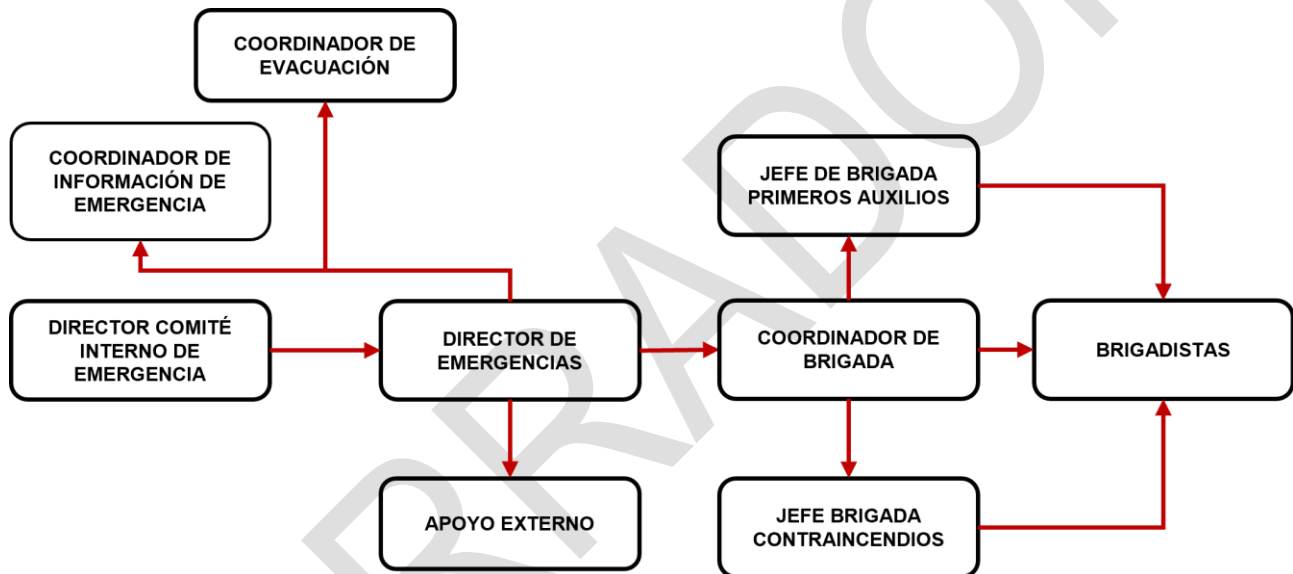 COORDINADOR DE
EVACUACIÓN
COORDINADOR DE
INFORMACIÓN DE
EMERGENCIA
JEFE DE BRIGADA
PRIMEROS AUXILIOS
DIRECTOR COMITÉ
INTERNO DE
EMERGENCIA
DIRECTOR DE
EMERGENCIAS
COORDINADOR DE
BRIGADA
BRIGADISTAS
APOYO EXTERNO
JEFE BRIGADA
CONTRAINCENDIOS